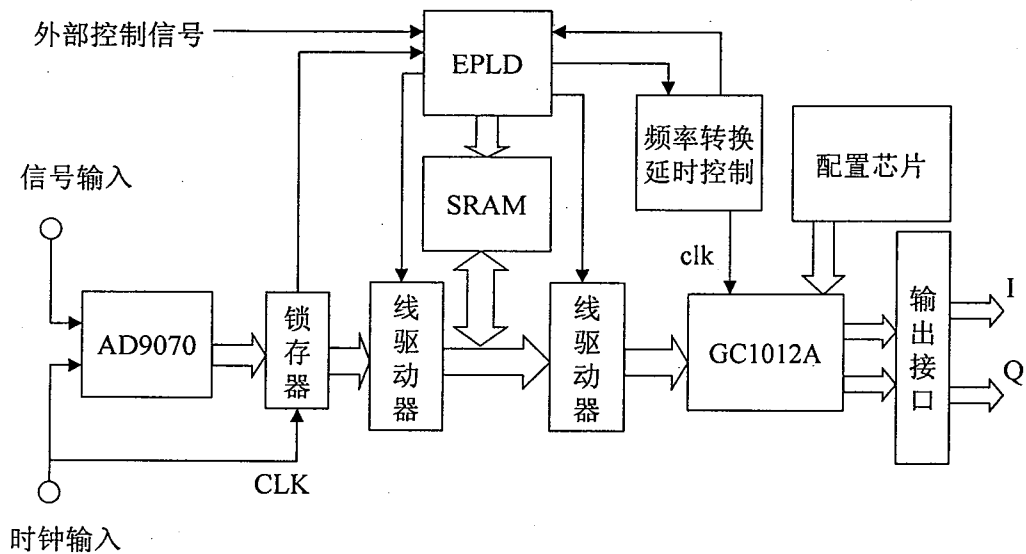 外部控制信号
EPLD
频率转换
延时控制
配置芯片
信号输入
SRAM
clk
AD9070
锁存器
线驱动器
线驱动器
GC1012A
输出接口
I
Q
CLK
时钟输入